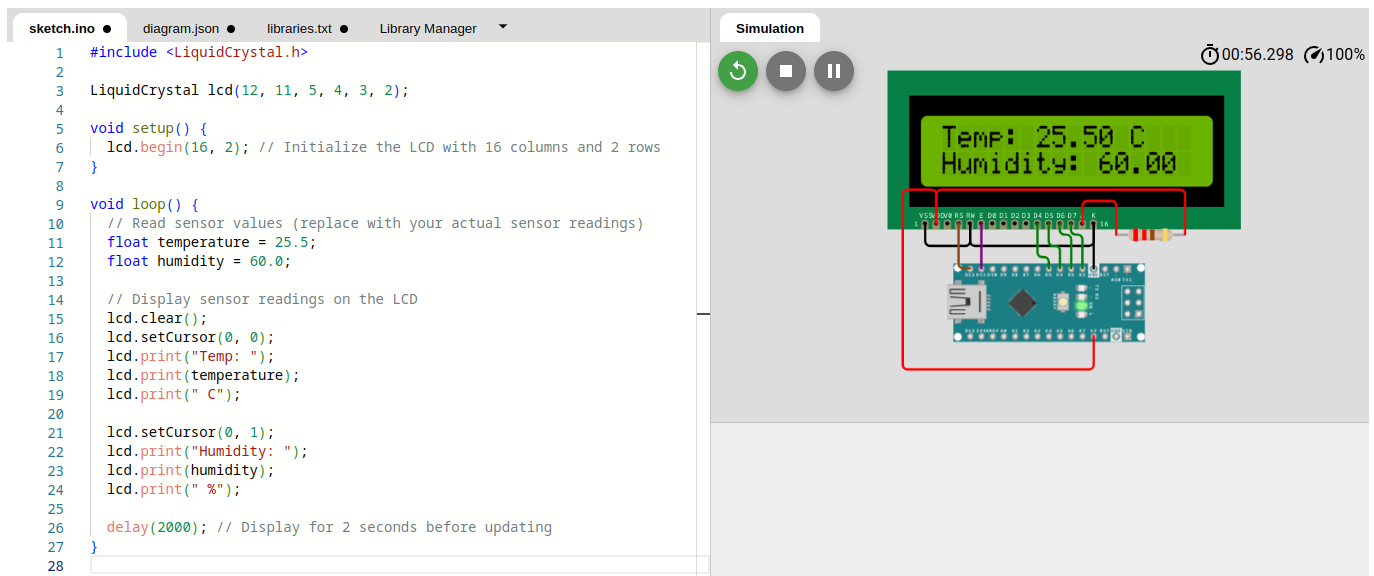 sketch.ino diagram.json libraries.txt Library Manager
1 #include <LiquidCrystal.h>
2
3 LiquidCrystal lcd(12, 11, 5, 4, 3, 2);
4
5 void setup() {
6 lcd.begin(16, 2); // Initialize the LCD with 16 columns and 2 rows
7 }
8
9 void loop() {
10 // Read sensor values (replace with your actual sensor readings)
11 float temperature = 25.5;
12 float humidity = 60.0;
13
14 // Display sensor readings on the LCD
15 lcd.clear();
16 lcd.setCursor(0, 0);
17 lcd.print("Temp: ");
18 lcd.print(temperature);
19 lcd.print(" C");
20
21 lcd.setCursor(0, 1);
22 lcd.print("Humidity: ");
23 lcd.print(humidity);
24 lcd.print(" %");
25
26 delay(2000); // Display for 2 seconds before updating
27 }
28
Simulation
00:56.298 100%
Temp: 25.50 C
Humidity: 60.00
RS RW E D0 D1 D2 D3 D4 D5 D6 D7 K
1 16